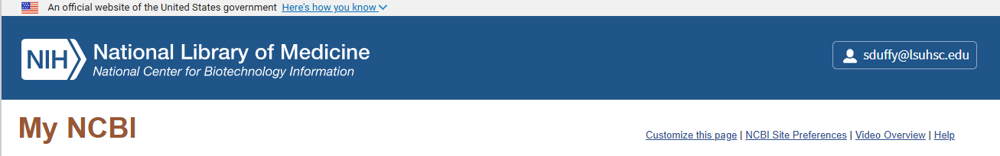 An official website of the United States government Here's how you know
NIH National Library of Medicine
National Center for Biotechnology Information
sduffy@lsuhsc.edu
My NCBI
Customize this page | NCBI Site Preferences | Video Overview | Help